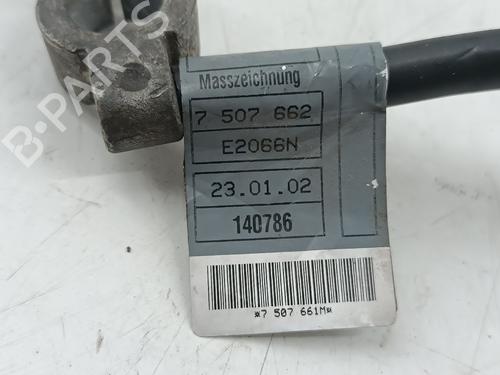 Masszeichnung
7 507 662
E2066N
23.01.02
140786
*7 507 661M*
B-PARTS